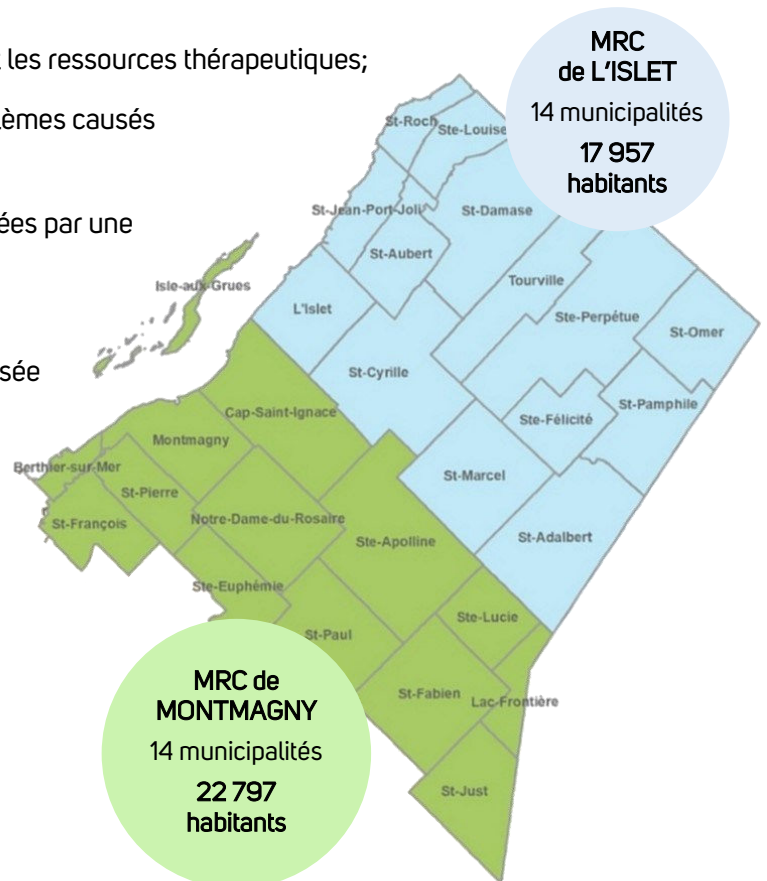 les ressources thérapeutiques;
lèmes causés
ées par une
sée
MRC
de L'ISLET
14 municipalités
17 957
habitants
St-Roch
Ste-Louise
St-Jean-Port-Joli
St-Damase
St-Aubert
Isle-aux-Grues
Tourville
L'Islet
Ste-Perpétue
St-Omer
St-Cyrille
St-Pamphile
Cap-Saint-Ignace
Ste-Félicité
Montmagny
Berthier-sur-Mer
St-Marcel
St-Pierre
St-François
Notre-Dame-du-Rosaire
Ste-Apolline
St-Adalbert
Ste-Euphémie
Ste-Lucie
St-Paul
St-Fabien
Lac-Frontière
St-Just
MRC de
MONTMAGNY
14 municipalités
22 797
habitants